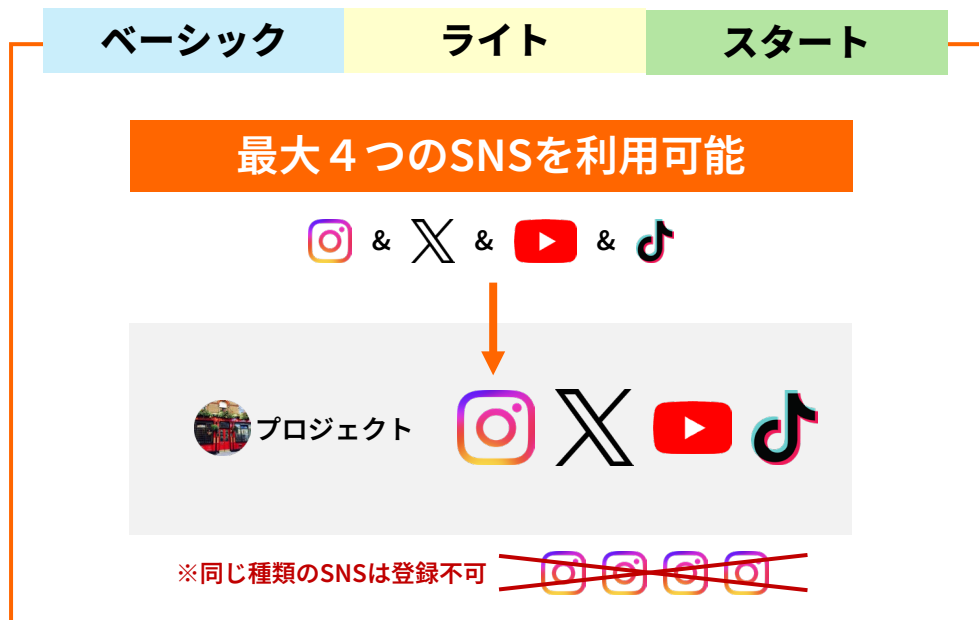 ベーシック
ライト
スタート
最大４つのSNSを利用可能
& & &
プロジェクト
※同じ種類のSNSは登録不可